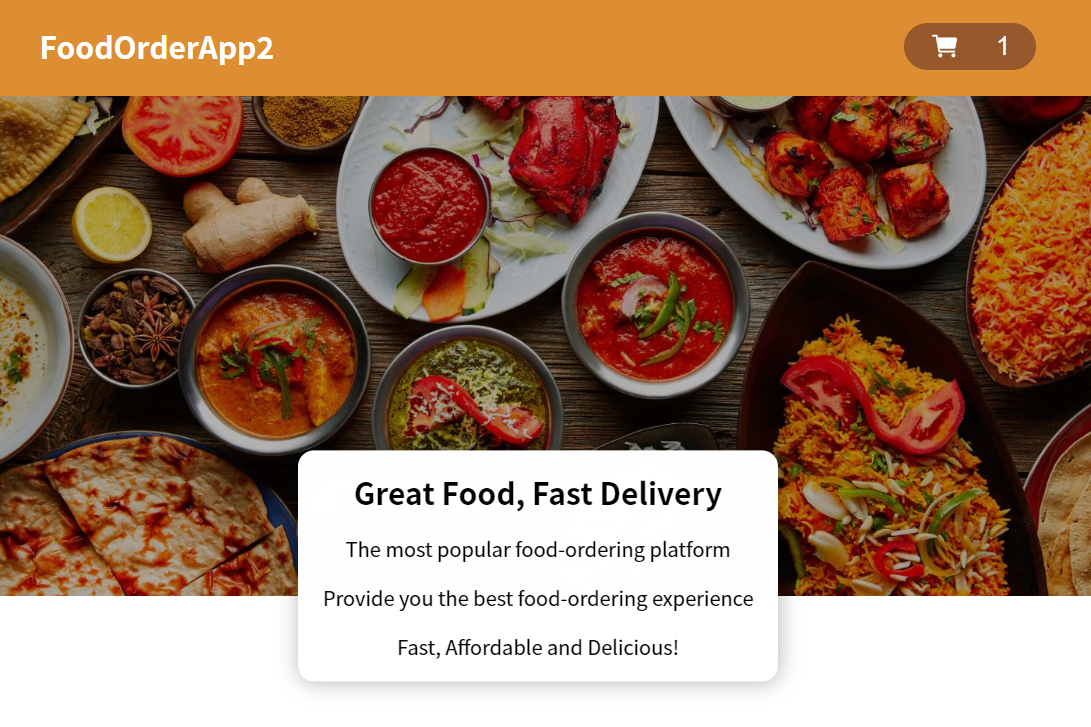 FoodOrderApp2
1
Great Food, Fast Delivery
The most popular food-ordering platform
Provide you the best food-ordering experience
Fast, Affordable and Delicious!